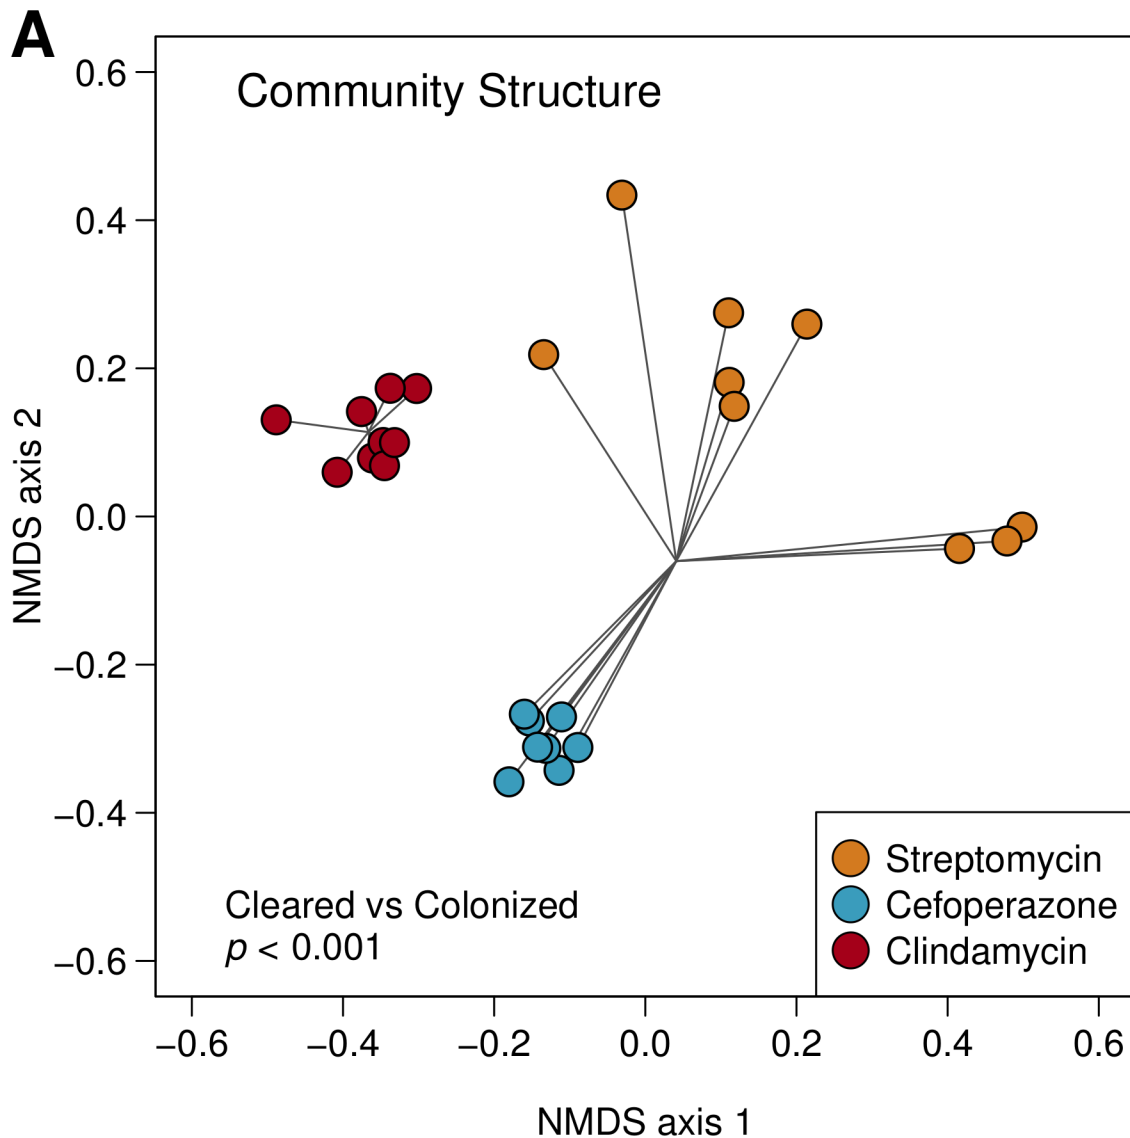 A
Community Structure
0.6
0.4
0.2
0.0
−0.2
−0.4
−0.6
NMDS axis 2
Cleared vs Colonized
p < 0.001
Streptomycin
Cefoperazone
Clindamycin
−0.6 −0.4 −0.2 0.0 0.2 0.4 0.6
NMDS axis 1